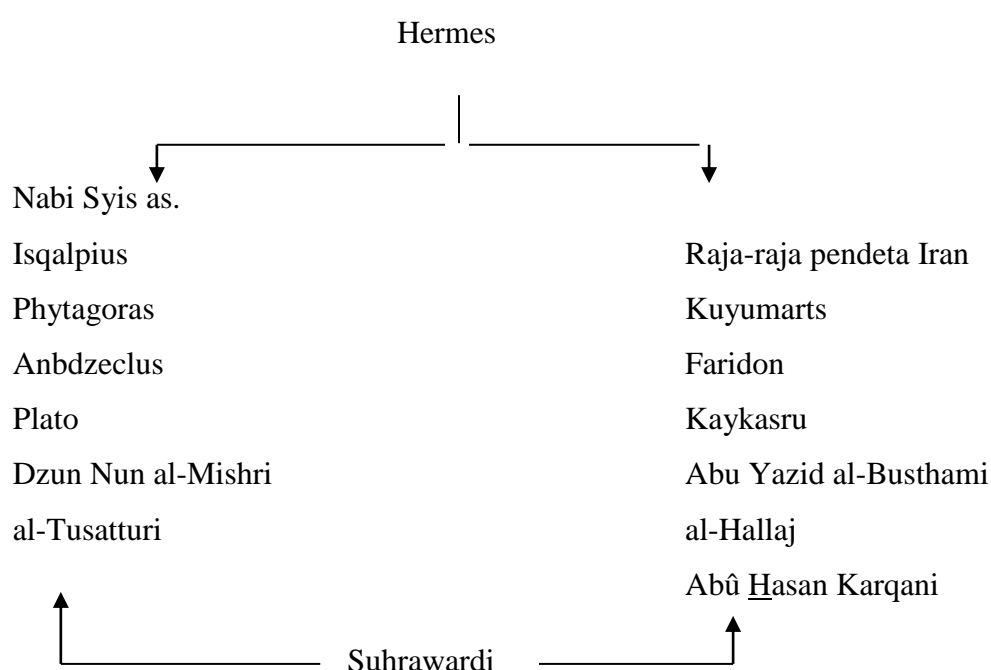 Hermes
Nabi Syis as.
Isqalpius
Phytagoras
Anbdzeclus
Plato
Dzun Nun al-Mishri
al-Tusatturi
Raja-raja pendeta Iran
Kuyumarts
Faridon
Kaykasru
Abu Yazid al-Busthami
al-Hallaj
Abû Hasan Karqani
Suhrawardi